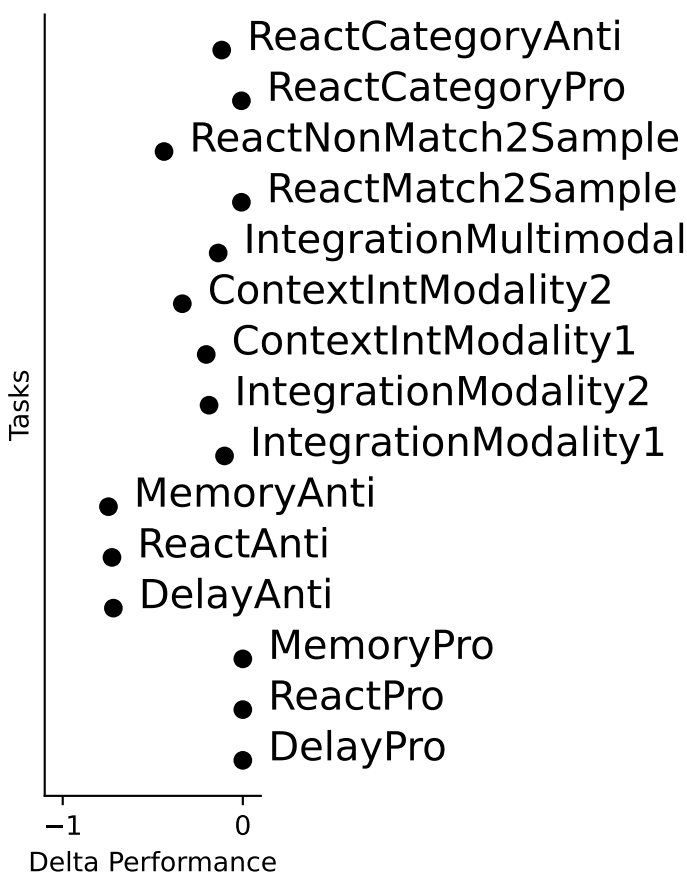 ReactCategoryAnti
ReactCategoryPro
ReactNonMatch2Sample
ReactMatch2Sample
IntegrationMultimodal
ContextIntModality2
ContextIntModality1
IntegrationModality2
IntegrationModality1
MemoryAnti
ReactAnti
DelayAnti
MemoryPro
ReactPro
DelayPro
Tasks
−1 0
Delta Performance